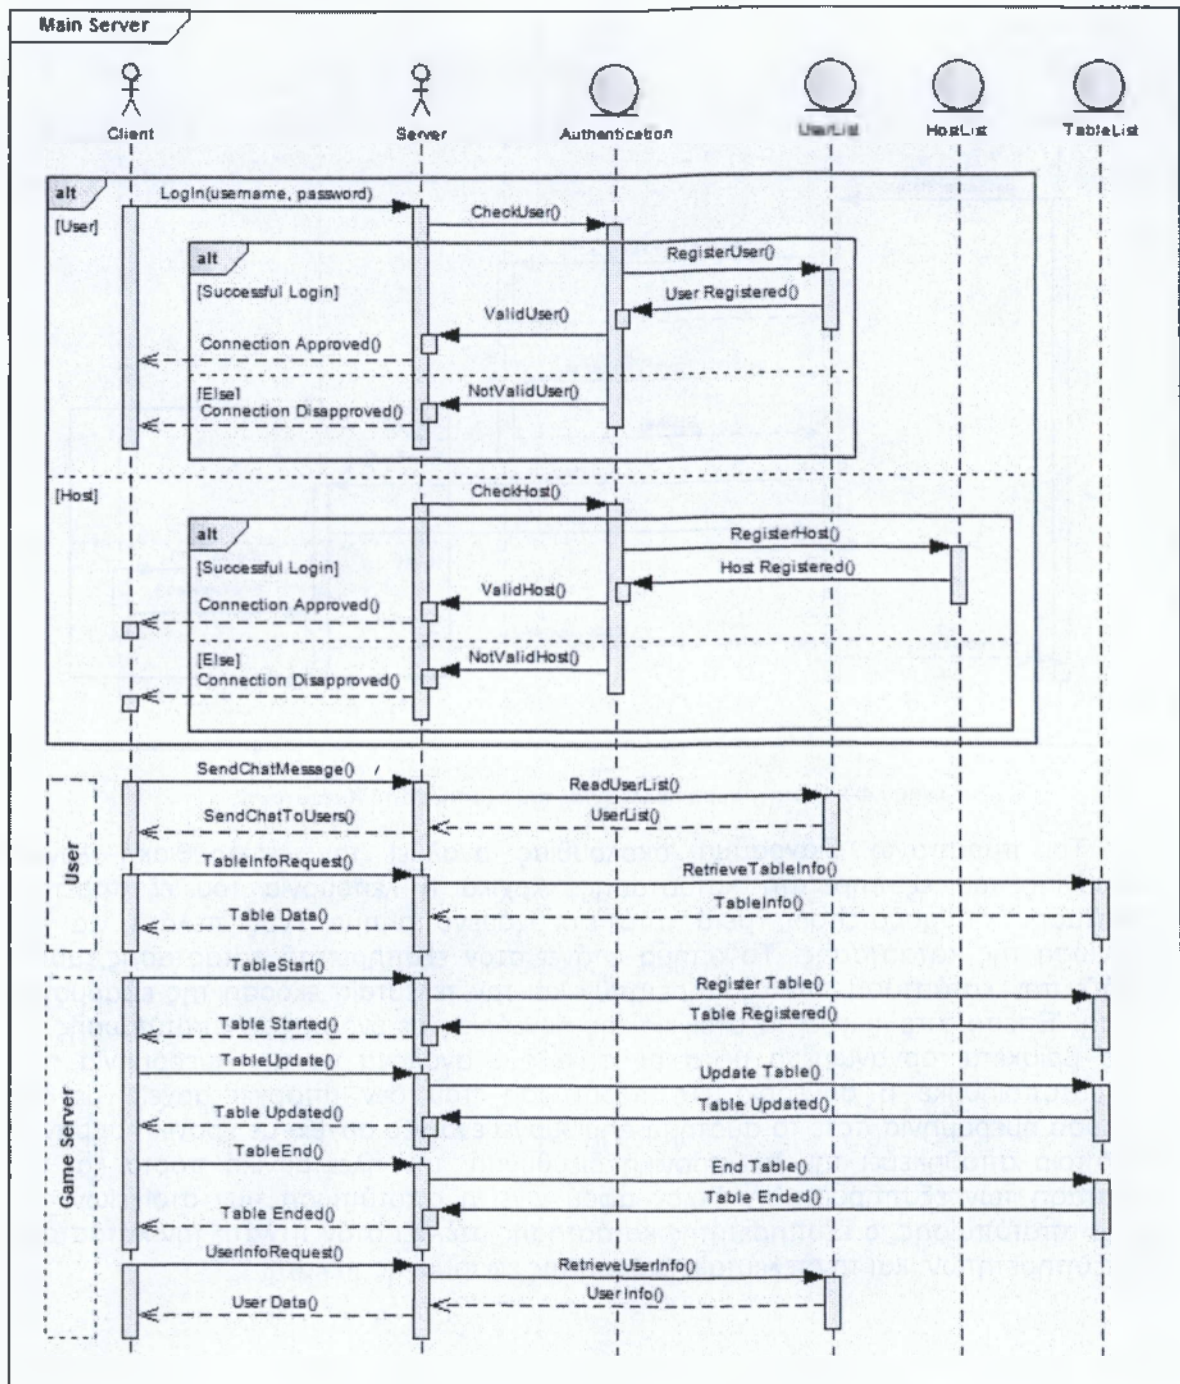 Main Server
Client
Server
Authentication
UserList
HostList
TableList
alt
LogIn(username, password)
[User]
CheckUser()
alt
RegisterUser()
[Successful Login]
User Registered()
ValidUser()
Connection Approved()
[Else]
NotValidUser()
Connection Disapproved()
[Host]
CheckHost()
alt
RegisterHost()
[Successful Login]
Host Registered()
ValidHost()
Connection Approved()
[Else]
NotValidHost()
Connection Disapproved()
SendChatMessage()
ReadUserList()
SendChatToUsers()
UserList()
User
TableInfoRequest()
RetrieveTableInfo()
Table Data()
TableInfo()
TableStart()
Register Table()
Table Started()
Table Registered()
TableUpdate()
Update Table()
Table Updated()
Table Updated()
Game Server
TableEnd()
End Table()
Table Ended()
Table Ended()
UserInfoRequest()
RetrieveUserInfo()
User Data()
User Info()